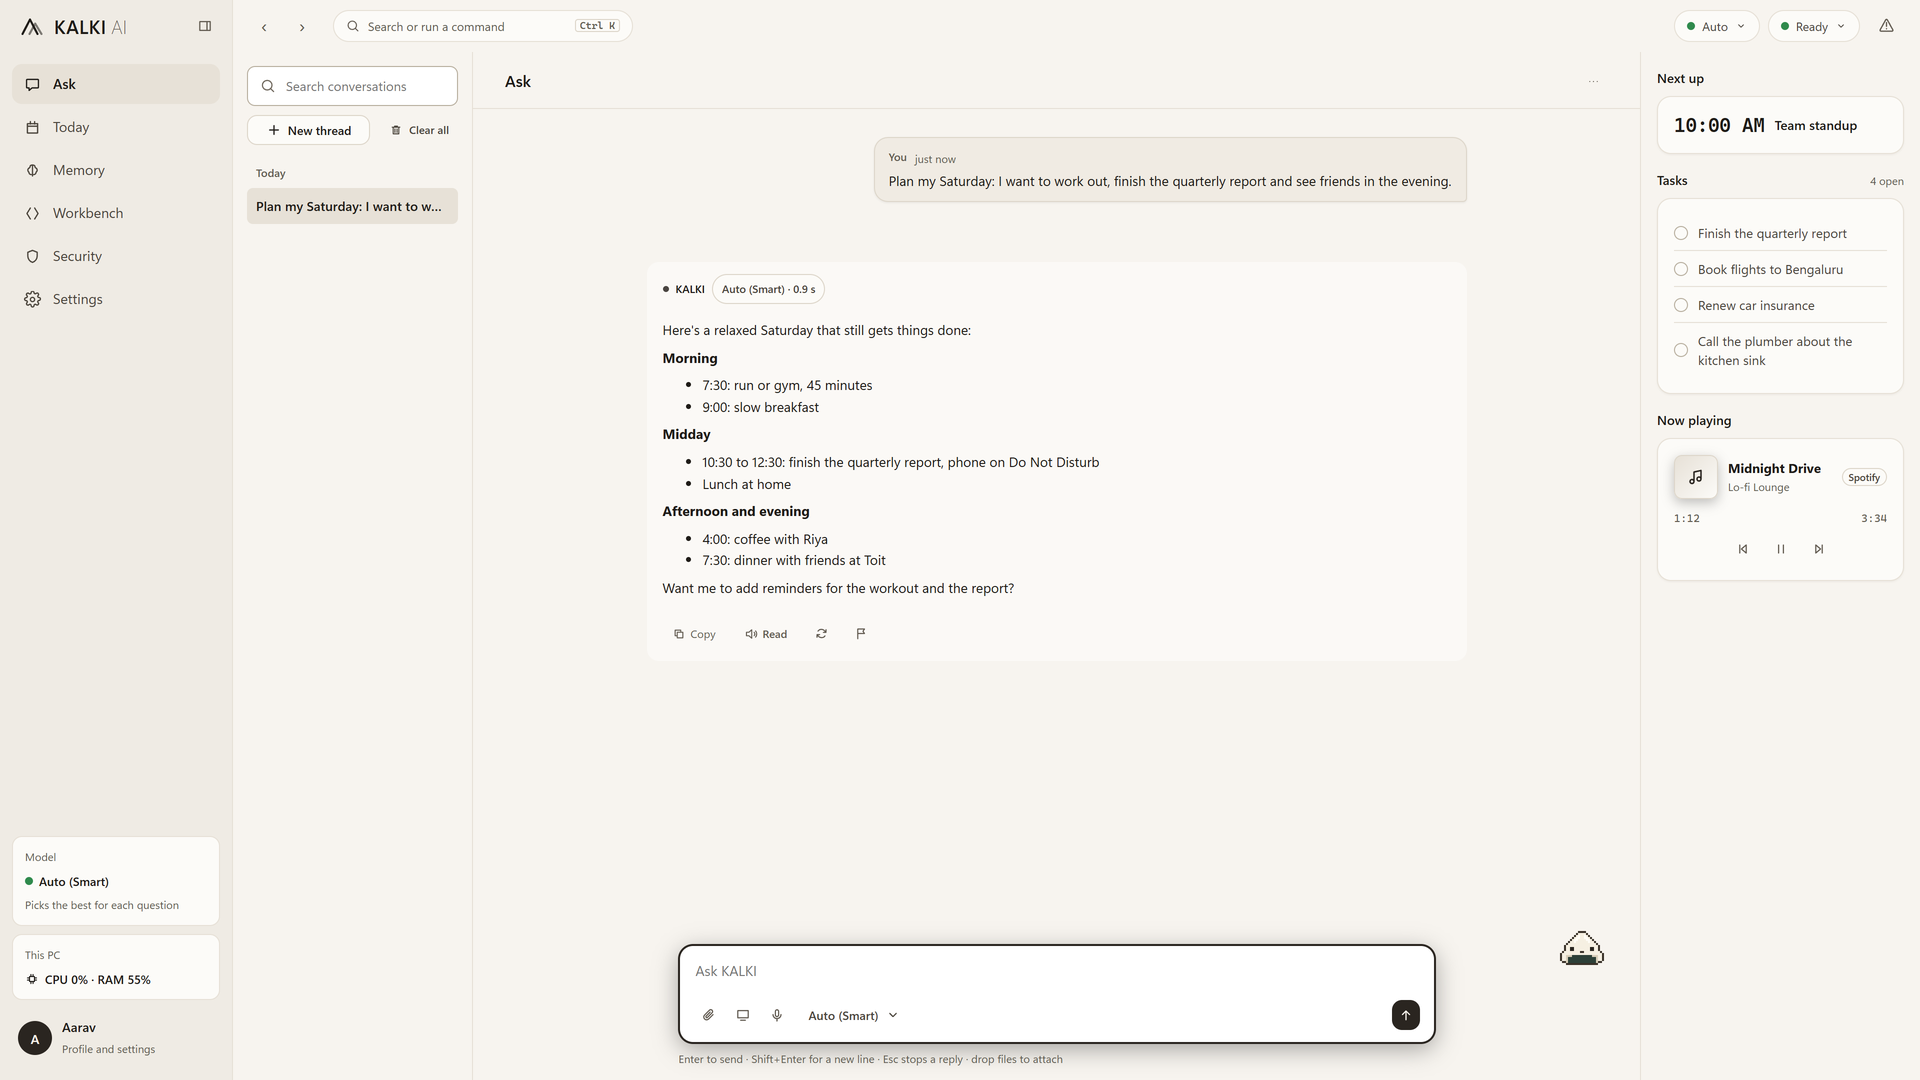 KALKI AI
Ask
Today
Memory
Workbench
Security
Settings
Model
Auto (Smart)
Picks the best for each question
This PC
CPU 0% · RAM 55%
A
Aarav
Profile and settings
Search or run a command
Ctrl K
Auto
Ready
Search conversations
New thread
Clear all
Today
Plan my Saturday: I want to w...
Ask
You just now
Plan my Saturday: I want to work out, finish the quarterly report and see friends in the evening.
KALKI
Auto (Smart) · 0.9 s
Here's a relaxed Saturday that still gets things done:
Morning
• 7:30: run or gym, 45 minutes
• 9:00: slow breakfast
Midday
• 10:30 to 12:30: finish the quarterly report, phone on Do Not Disturb
• Lunch at home
Afternoon and evening
• 4:00: coffee with Riya
• 7:30: dinner with friends at Toit
Want me to add reminders for the workout and the report?
Copy
Read
Ask KALKI
Auto (Smart)
Enter to send · Shift+Enter for a new line · Esc stops a reply · drop files to attach
Next up
10:00 AM Team standup
Tasks
4 open
Finish the quarterly report
Book flights to Bengaluru
Renew car insurance
Call the plumber about the
kitchen sink
Now playing
Midnight Drive
Lo-fi Lounge
Spotify
1:12
3:34